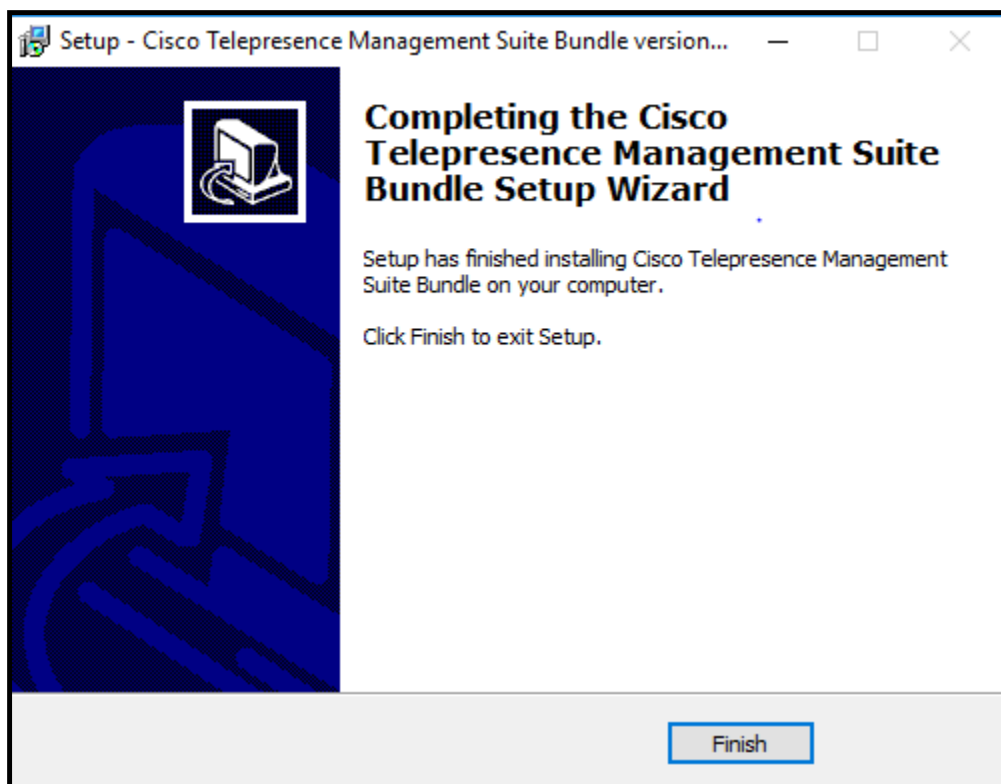 Setup - Cisco Telepresence Management Suite Bundle version...
Completing the Cisco
Telepresence Management Suite
Bundle Setup Wizard
Setup has finished installing Cisco Telepresence Management
Suite Bundle on your computer.
Click Finish to exit Setup.
Finish